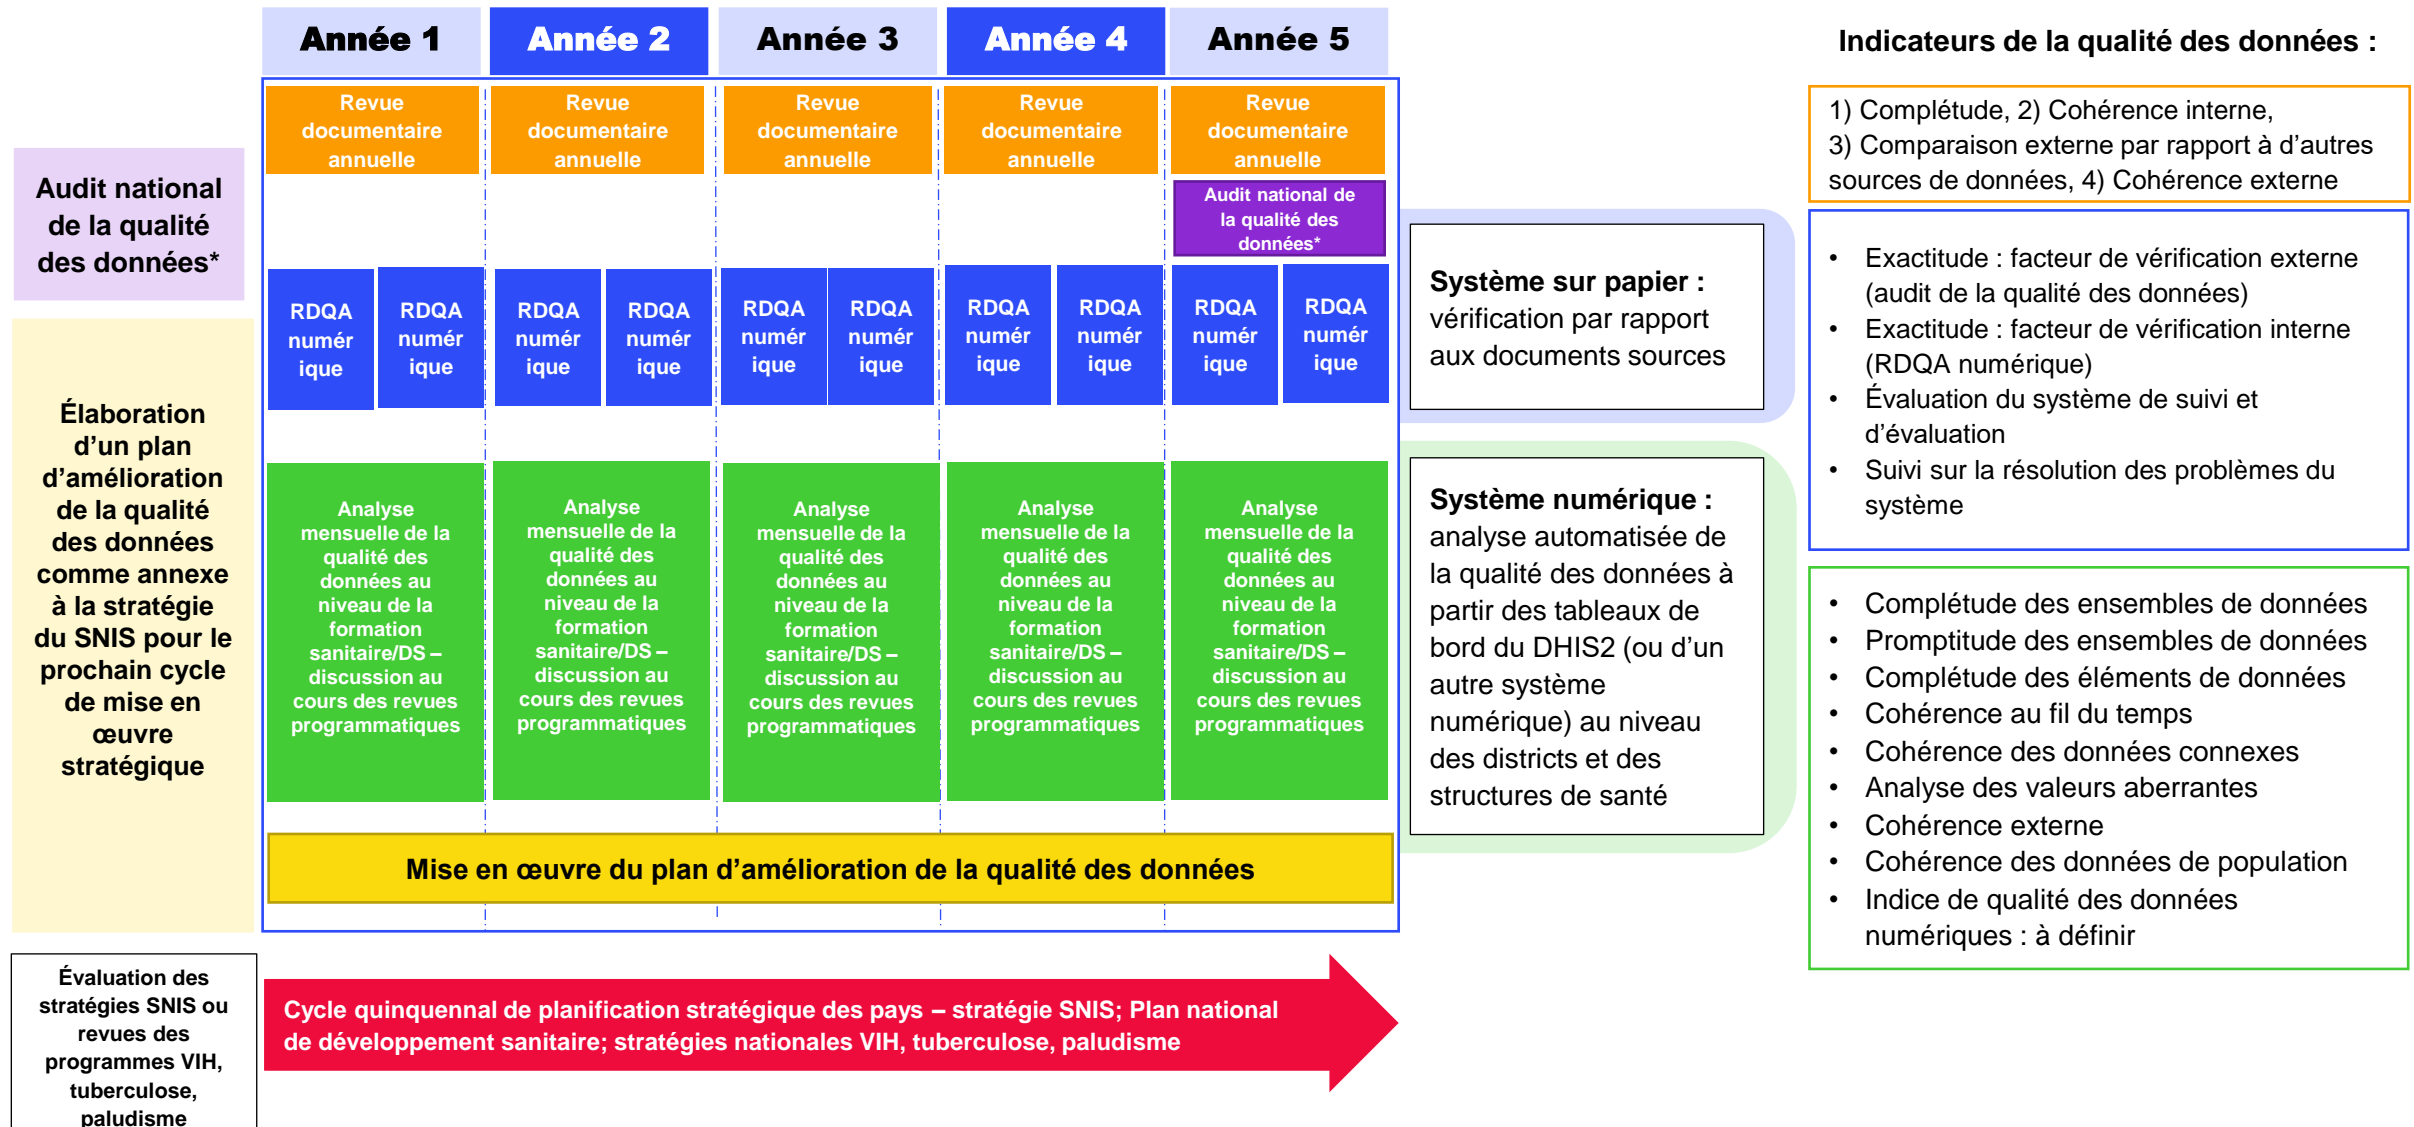 Année 1
Année 2
Année 3
Année 4
Année 5
Indicateurs de la qualité des données :
Audit national
de la qualité
des données*
Élaboration
d’un plan
d’amélioration
de la qualité
des données
comme annexe
à la stratégie
du SNIS pour le
prochain cycle
de mise en
œuvre
stratégique
Évaluation des
stratégies SNIS ou
revues des
programmes VIH,
tuberculose,
paludisme
Revue
documentaire
annuelle
Revue
documentaire
annuelle
Revue
documentaire
annuelle
Revue
documentaire
annuelle
Revue
documentaire
annuelle
Audit national de
la qualité des
données*
RDQA
numér
ique
RDQA
numér
ique
RDQA
numér
ique
RDQA
numér
ique
RDQA
numér
ique
RDQA
numér
ique
RDQA
numér
ique
RDQA
numér
ique
RDQA
numér
ique
RDQA
numér
ique
Analyse
mensuelle de la
qualité des
données au
niveau de la
formation
sanitaire/DS –
discussion au
cours des revues
programmatiques
Analyse
mensuelle de la
qualité des
données au
niveau de la
formation
sanitaire/DS –
discussion au
cours des revues
programmatiques
Analyse
mensuelle de la
qualité des
données au
niveau de la
formation
sanitaire/DS –
discussion au
cours des revues
programmatiques
Analyse
mensuelle de la
qualité des
données au
niveau de la
formation
sanitaire/DS –
discussion au
cours des revues
programmatiques
Analyse
mensuelle de la
qualité des
données au
niveau de la
formation
sanitaire/DS –
discussion au
cours des revues
programmatiques
Mise en œuvre du plan d’amélioration de la qualité des données
Cycle quinquennal de planification stratégique des pays – stratégie SNIS; Plan national
de développement sanitaire; stratégies nationales VIH, tuberculose, paludisme
Système sur papier :
vérification par rapport
aux documents sources
Système numérique :
analyse automatisée de
la qualité des données à
partir des tableaux de
bord du DHIS2 (ou d’un
autre système
numérique) au niveau
des districts et des
structures de santé
1) Complétude, 2) Cohérence interne,
3) Comparaison externe par rapport à d’autres
sources de données, 4) Cohérence externe
• Exactitude : facteur de vérification externe
(audit de la qualité des données)
• Exactitude : facteur de vérification interne
(RDQA numérique)
• Évaluation du système de suivi et
d’évaluation
• Suivi sur la résolution des problèmes du
système
• Complétude des ensembles de données
• Promptitude des ensembles de données
• Complétude des éléments de données
• Cohérence au fil du temps
• Cohérence des données connexes
• Analyse des valeurs aberrantes
• Cohérence externe
• Cohérence des données de population
• Indice de qualité des données
numériques : à définir